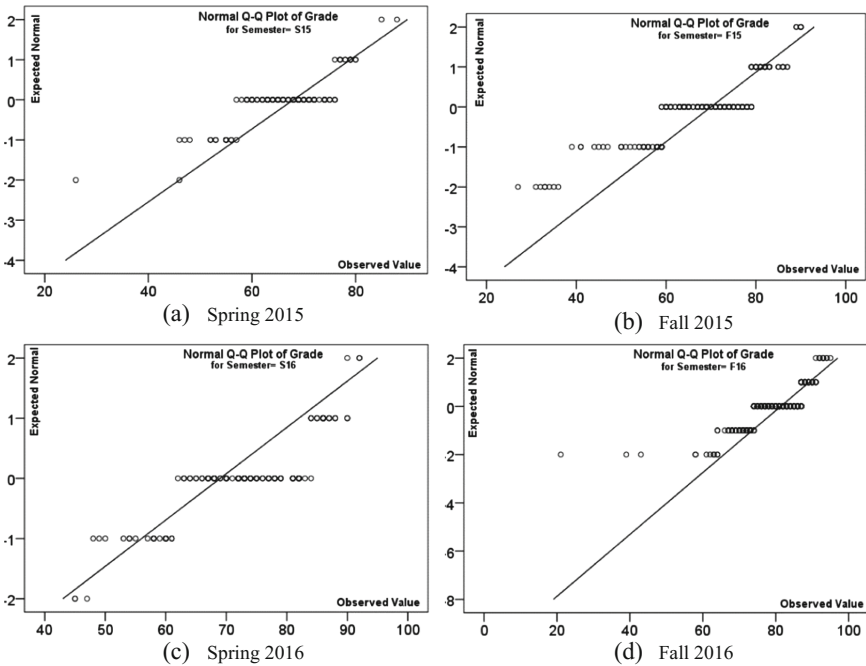 Normal Q-Q Plot of Grade
for Semester= S15
Expected Normal
2
1
0
-1
-2
-3
-4
Observed Value
20 40 60 80
(a) Spring 2015
Normal Q-Q Plot of Grade
for Semester= F15
Expected Normal
2
1
0
-1
-2
-3
-4
Observed Value
20 40 60 80 100
(b) Fall 2015
Normal Q-Q Plot of Grade
for Semester= S16
Expected Normal
2
1
0
-1
-2
Observed Value
40 50 60 70 80 90 100
(c) Spring 2016
Normal Q-Q Plot of Grade
for Semester= F16
Expected Normal
2
0
-2
-4
-6
-8
Observed Value
0 20 40 60 80 100
(d) Fall 2016